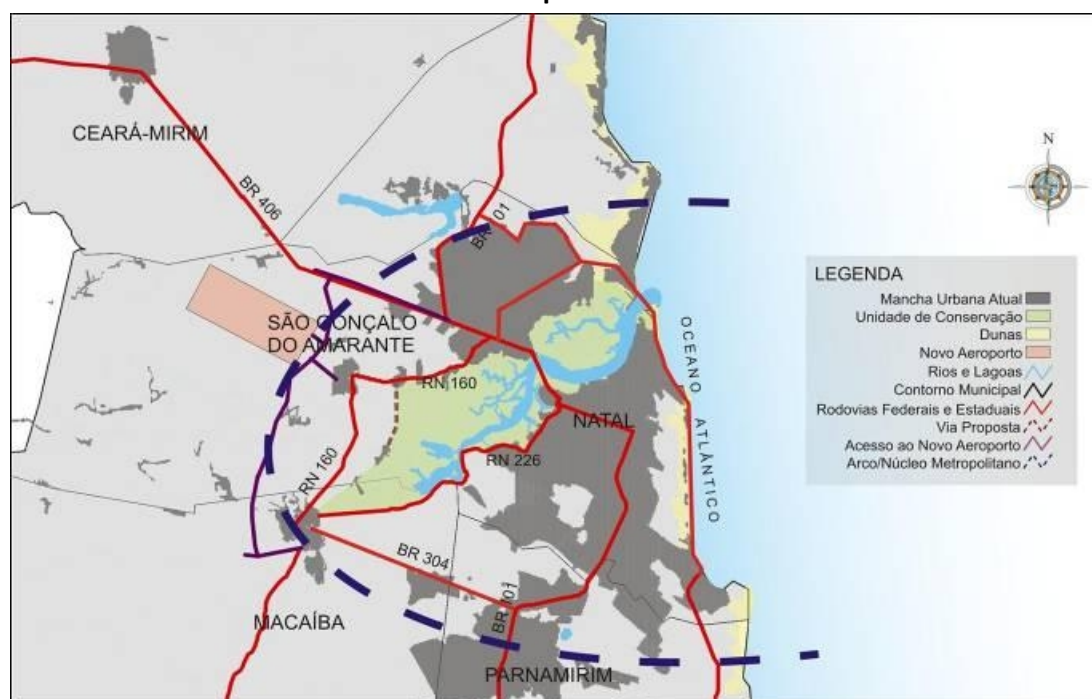 N
CEARÁ-MIRIM
BR 406
BR 101
SÃO GONÇALO
DO AMARANTE
RN 160
RN 160
NATAL
RN 226
OCEANO ATLÂNTICO
BR 304
BR 101
MACAÍBA
PARNAMIRIM
LEGENDA
Mancha Urbana Atual
Unidade de Conservação
Dunas
Novo Aeroporto
Rios e Lagoas
Contorno Municipal
Rodovias Federais e Estaduais
Via Proposta
Acesso ao Novo Aeroporto
Arco/Núcleo Metropolitano